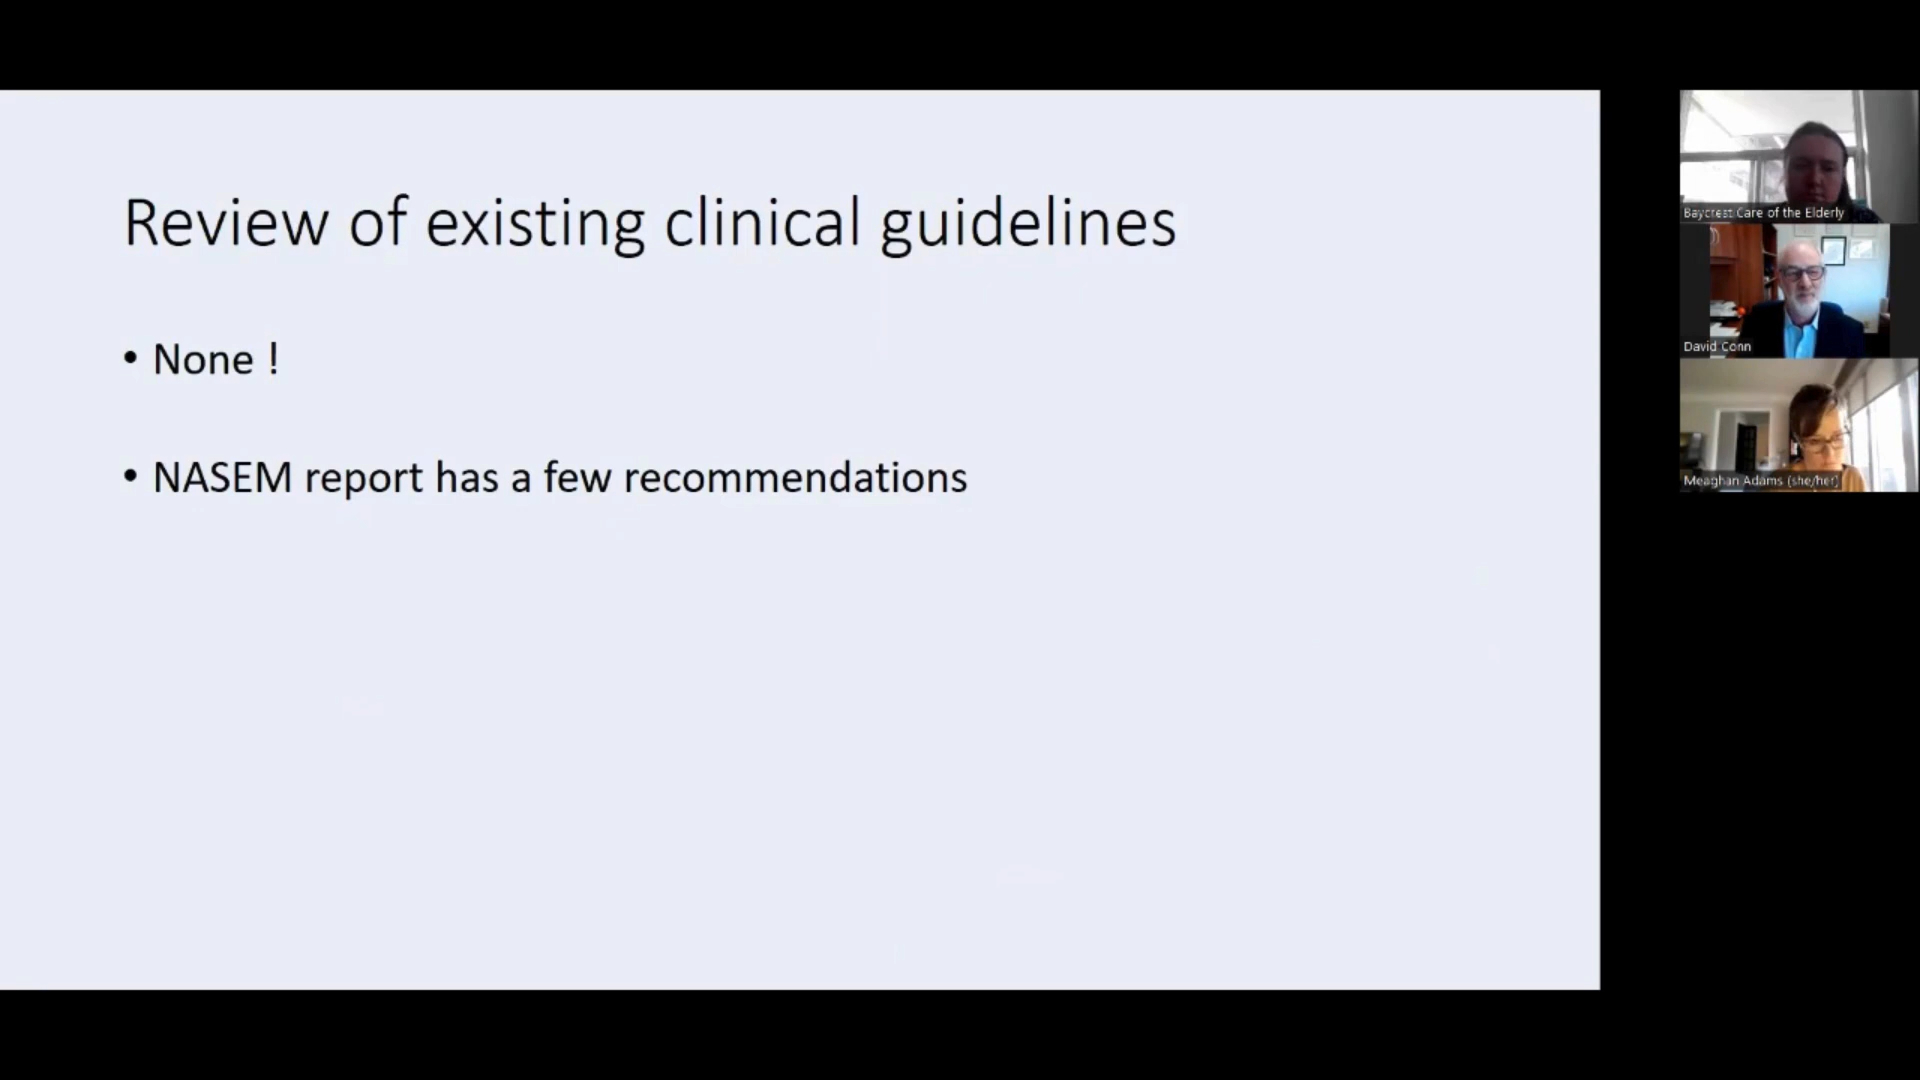 Review of existing clinical guidelines
• None !
• NASEM report has a few recommendations
Baycrest Care of the Elderly
David Conn
Meaghan Adams (she/her)